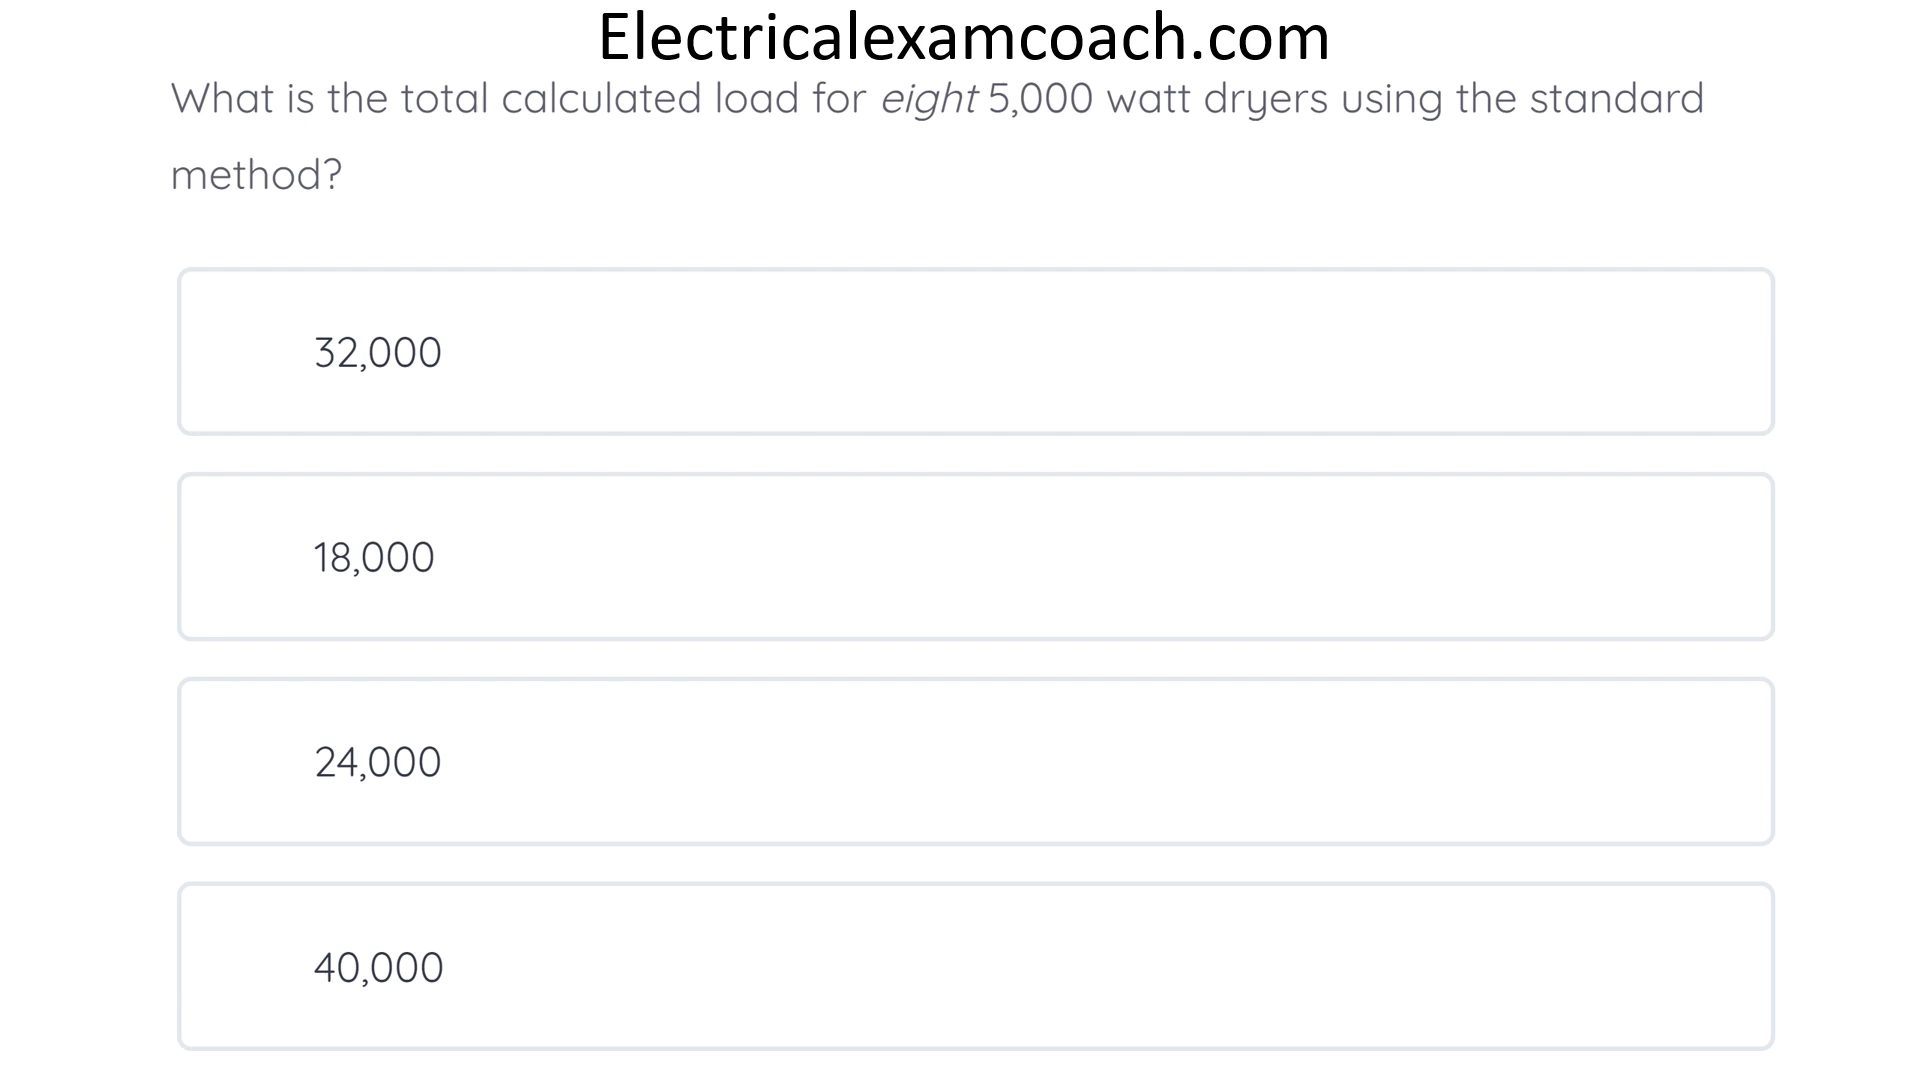 Electricalexamcoach.com
What is the total calculated load for eight 5,000 watt dryers using the standard
method?
32,000
18,000
24,000
40,000